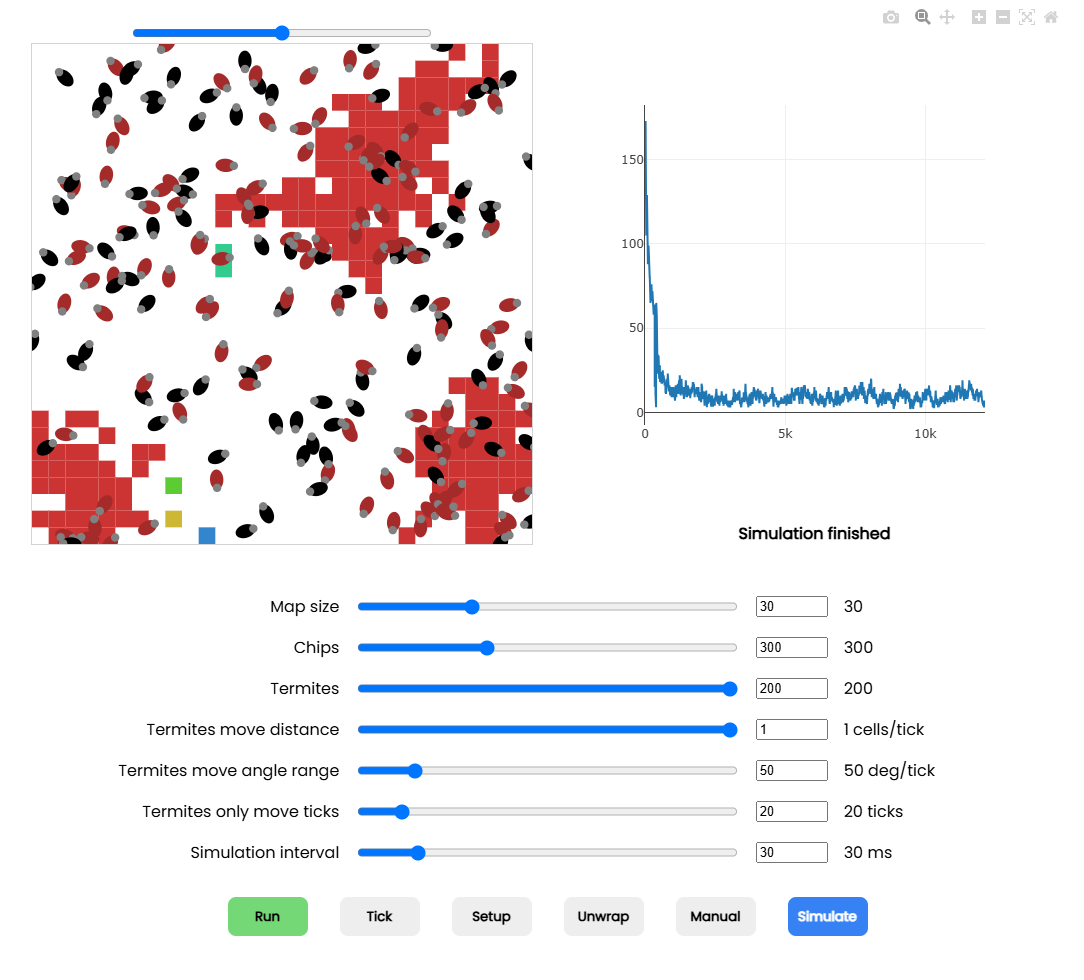 150
100
50
0
0 5k 10k
Simulation finished
Map size 30 30
Chips 300 300
Termites 200 200
Termites move distance 1 1 cells/tick
Termites move angle range 50 50 deg/tick
Termites only move ticks 20 20 ticks
Simulation interval 30 30 ms
Run Tick Setup Unwrap Manual Simulate